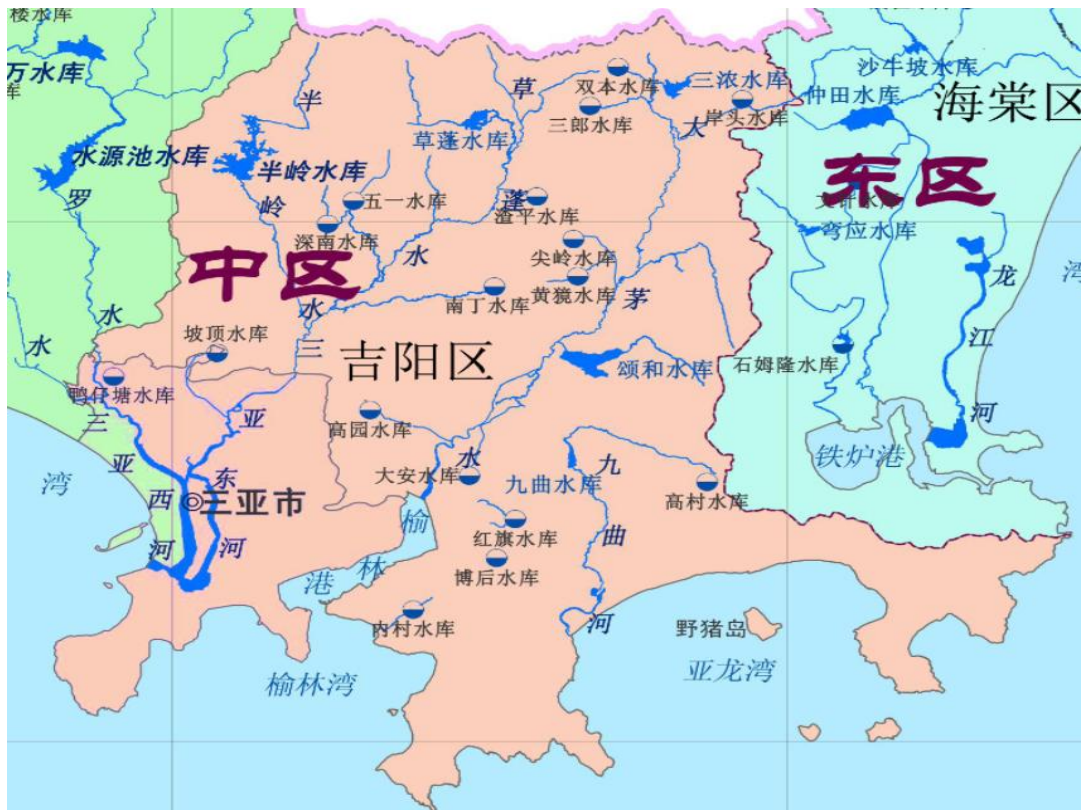 楼水库
万水库
库
水源池水库
罗
水
水
半
半岭水库
岭
水
三
亚
东
河
草蓬水库
草
蓬
水
双本水库
三浓水库
三郎水库
大
岸头水库
茅
水
沙牛坡水库
仲田水库
海棠区
东区
弯应水库
龙
江
河
湾
五一水库
深南水库
渣平水库
尖岭水库
黄猄水库
南丁水库
中区
吉阳区
坡顶水库
鸭仔塘水库
颂和水库
石姆隆水库
铁炉港
高园水库
大安水库
九曲水库
九
曲
河
高村水库
三
亚
西
河
三亚市
湾
红旗水库
博后水库
内村水库
榆
林
港
榆林湾
野猪岛
亚龙湾